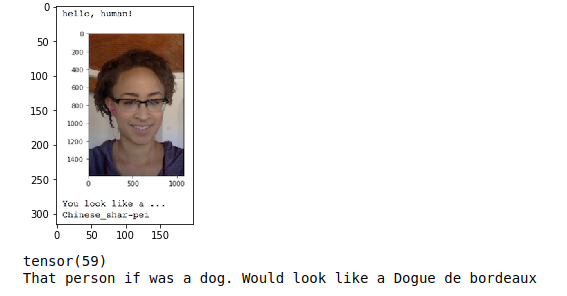 hello, human!
0
200
400
600
800
1000
1200
1400
0 500 1000
You look like a ...
Chinese_shar-pei
0
50
100
150
200
250
300
0 50 100 150
tensor(59)
That person if was a dog. Would look like a Dogue de bordeaux